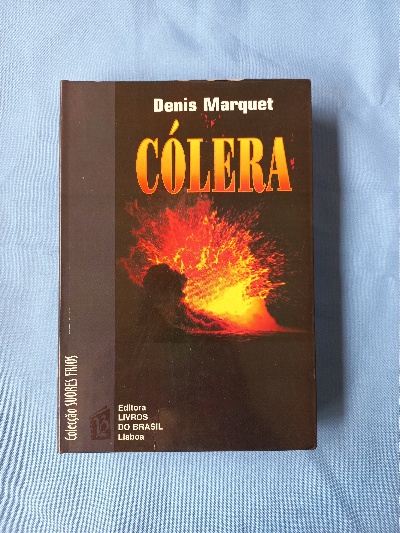 Denis Marquet
CÓLERA
Editora
LIVROS
DO BRASIL
Lisboa
Colecção SUORES FRIOS